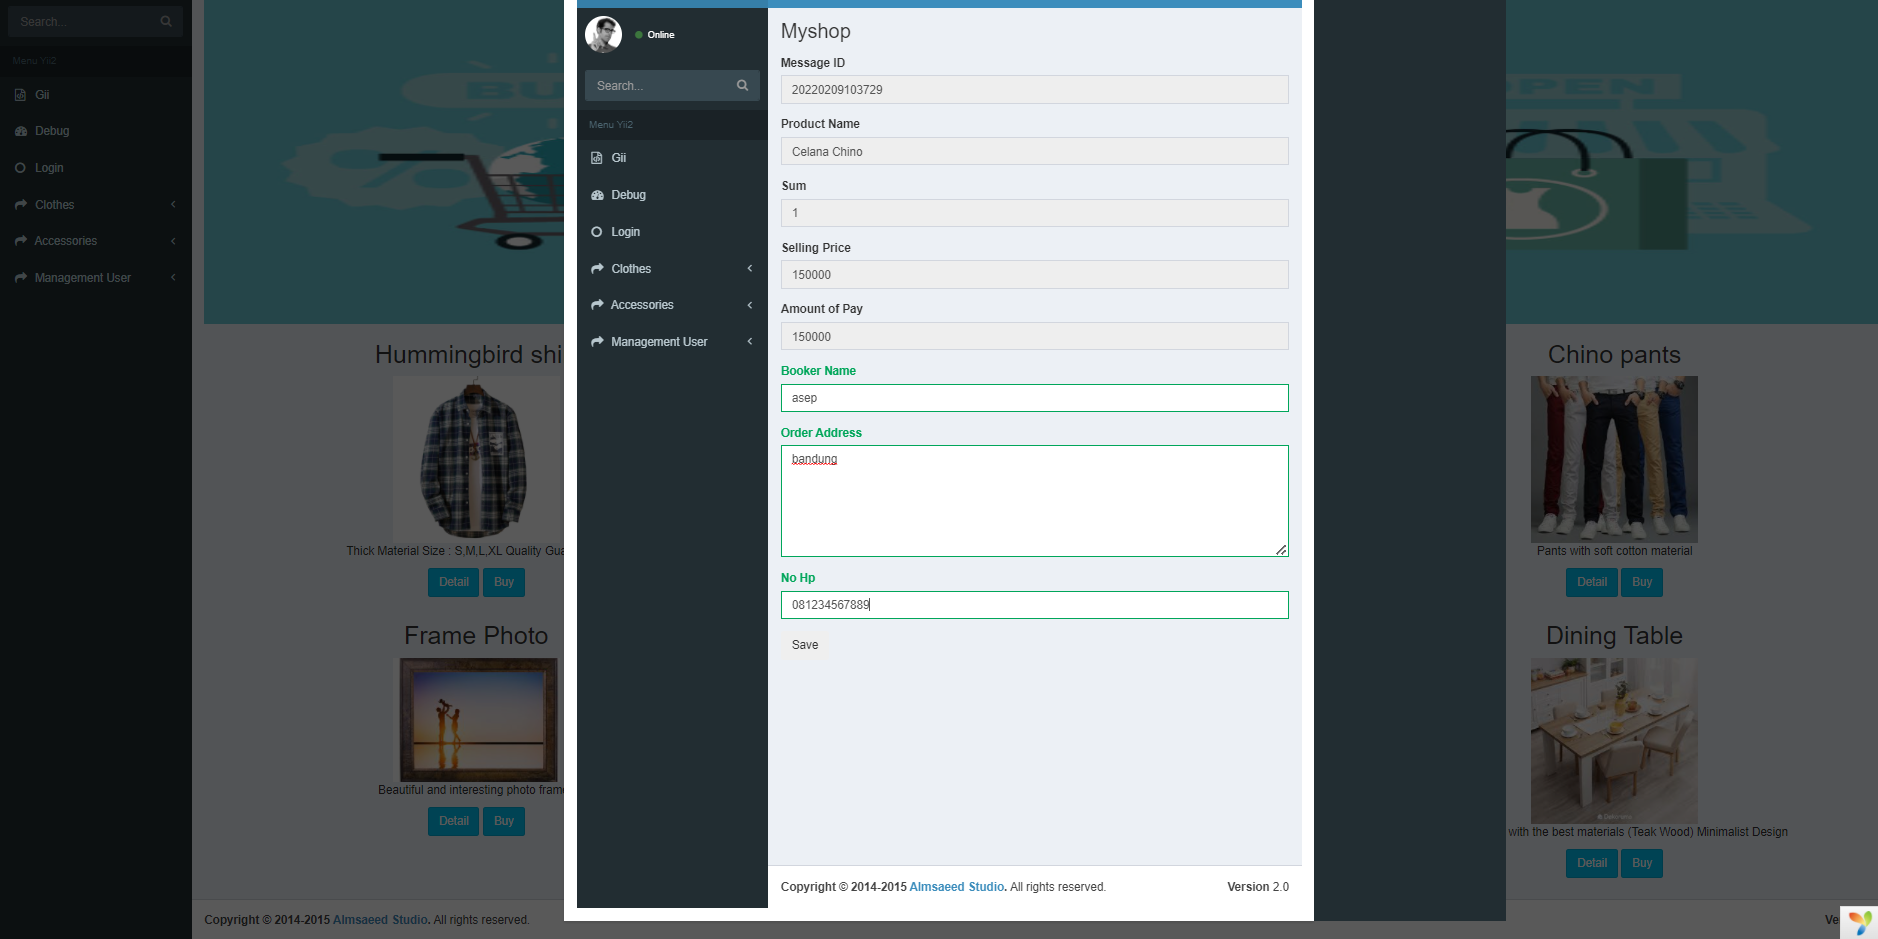 Search...
Menu Yii2
Gii
Debug
Login
Clothes
Accessories
Management User
BU
OPEN
%
Hummingbird shi
Thick Material Size : S,M,L,XL Quality Gua
Detail Buy
Frame Photo
Beautiful and interesting photo frame
Detail Buy
Copyright © 2014-2015 Almsaeed Studio. All rights reserved.
Online
Search...
Menu Yii2
Gii
Debug
Login
Clothes
Accessories
Management User
Myshop
Message ID
20220209103729
Product Name
Celana Chino
Sum
1
Selling Price
150000
Amount of Pay
150000
Booker Name
asep
Order Address
bandung
No Hp
081234567889
Save
Copyright © 2014-2015 Almsaeed Studio. All rights reserved. Version 2.0
Chino pants
Pants with soft cotton material
Detail Buy
Dining Table
with the best materials (Teak Wood) Minimalist Design
Detail Buy
Ve